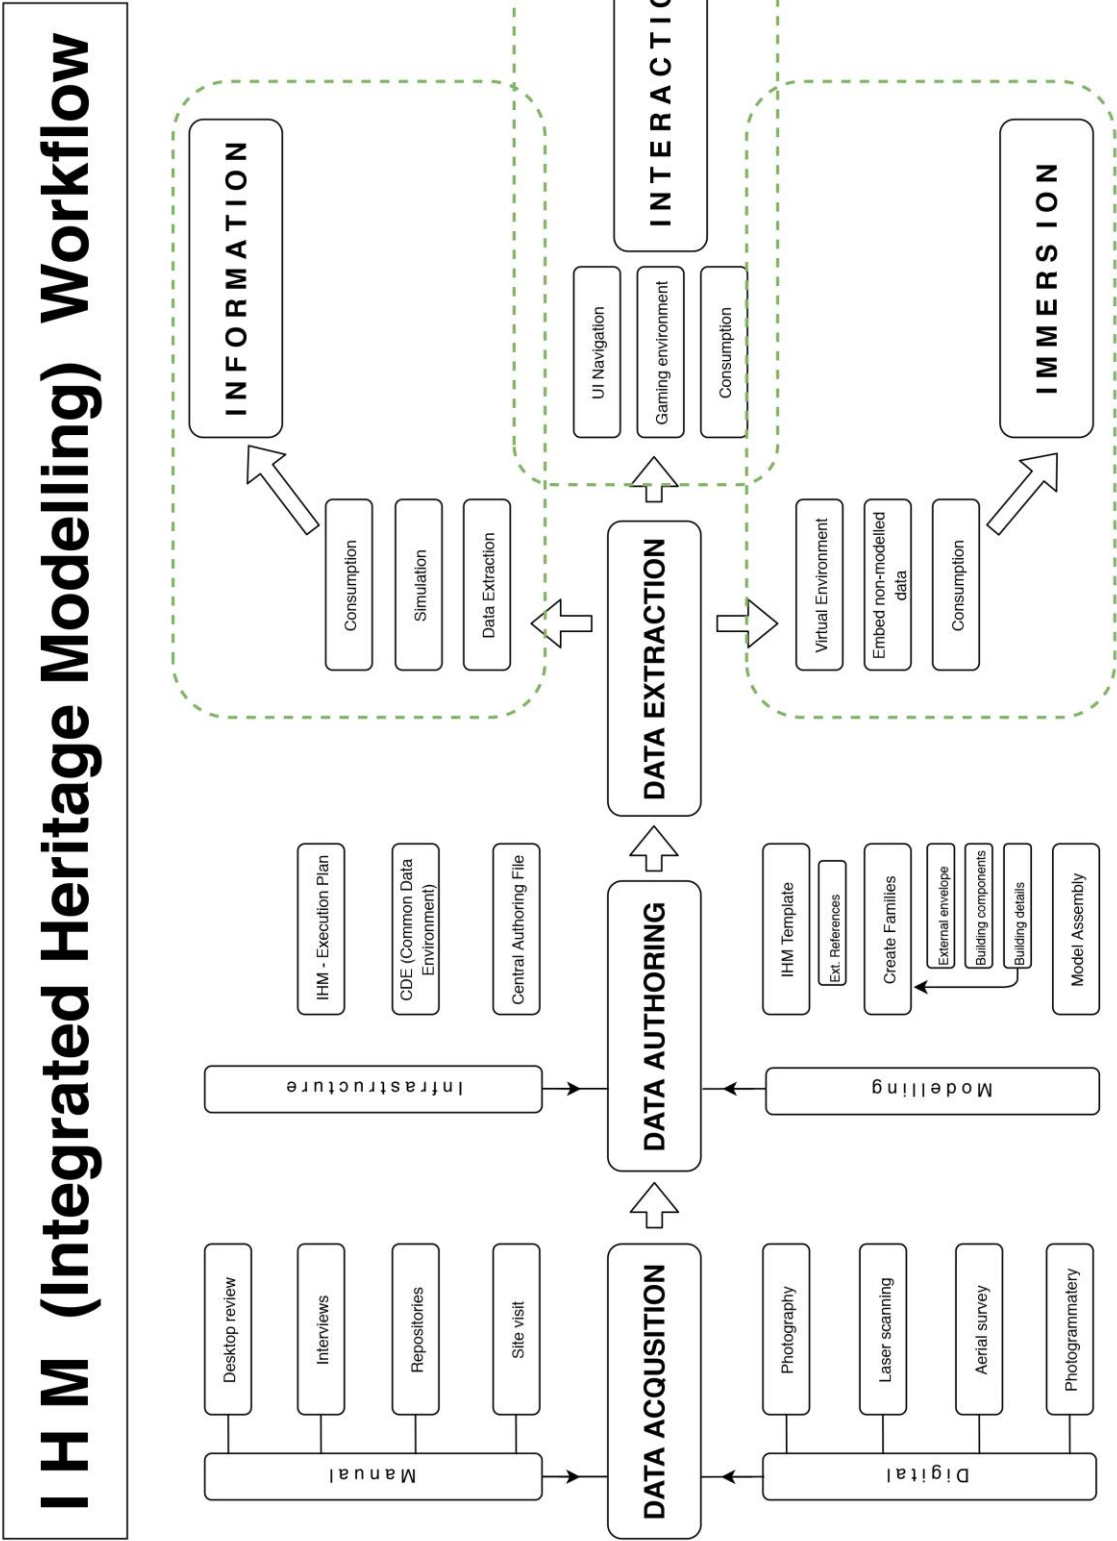 I H M (Integrated Heritage Modelling) Workflow
Manual
Desktop review
Interviews
Repositories
Site visit
DATA ACQUSITION
Digital
Photography
Laser scanning
Aerial survey
Photogrammatery
Infrastructure
IHM - Execution Plan
CDE (Common Data
Environment)
Central Authoring File
DATA AUTHORING
Modelling
IHM Template
Ext. References
Create Families
External envelope
Building components
Building details
Model Assembly
DATA EXTRACTION
Consumption
Simulation
Data Extraction
INFORMATION
UI Navigation
Gaming environment
Consumption
INTERACTIO
Virtual Environment
Embed non-modelled
data
Consumption
IMMERSION